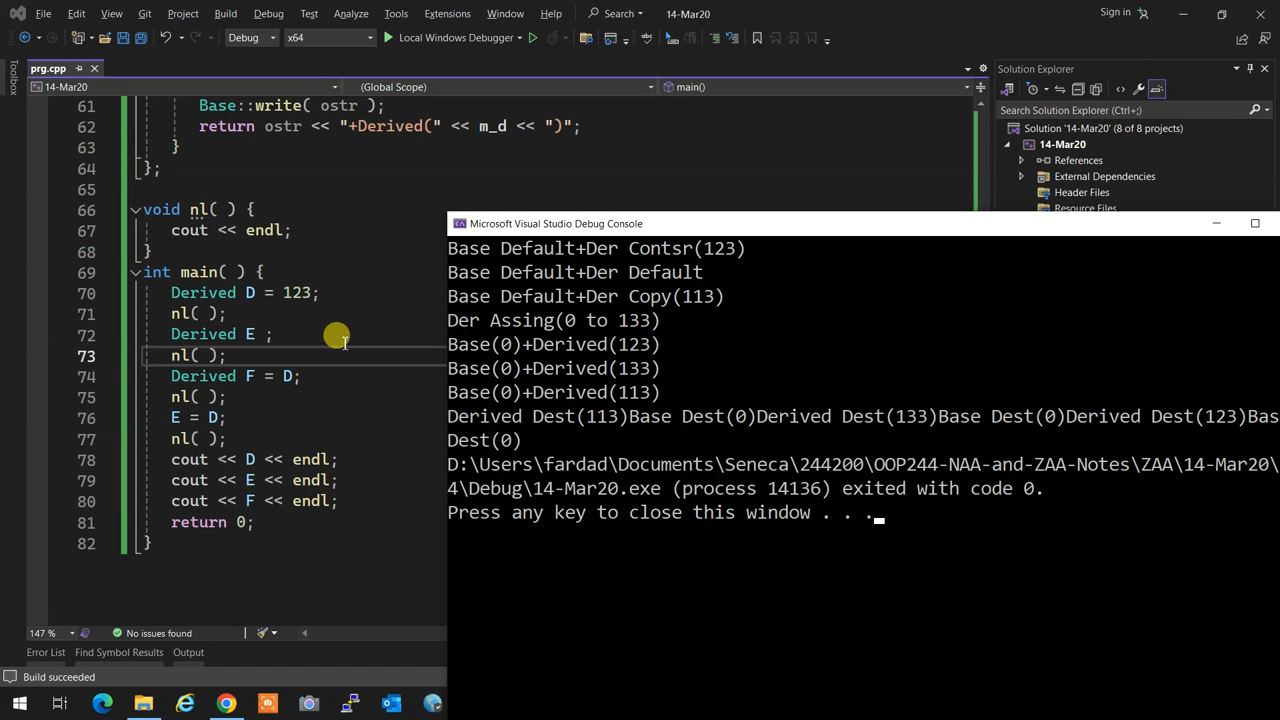 File Edit View Git Project Build Debug Test Analyze Tools Extensions Window Help Search 14-Mar20 Sign in
Debug x64 Local Windows Debugger
Toolbox
prg.cpp
14-Mar20 (Global Scope) main()
61 Base::write( ostr );
62 return ostr << "+Derived(" << m_d << ")";
63 }
64 };
65
66 void nl( ) {
67 cout << endl;
68 }
69 int main( ) {
70 Derived D = 123;
71 nl( );
72 Derived E ;
73 nl( );
74 Derived F = D;
75 nl( );
76 E = D;
77 nl( );
78 cout << D << endl;
79 cout << E << endl;
80 cout << F << endl;
81 return 0;
82 }
147 % No issues found
Error List Find Symbol Results Output
Build succeeded
Solution Explorer
Search Solution Explorer (Ctrl+;)
Solution '14-Mar20' (8 of 8 projects)
14-Mar20
References
External Dependencies
Header Files
Resource Files
Microsoft Visual Studio Debug Console
Base Default+Der Contsr(123)
Base Default+Der Default
Base Default+Der Copy(113)
Der Assing(0 to 133)
Base(0)+Derived(123)
Base(0)+Derived(133)
Base(0)+Derived(113)
Derived Dest(113)Base Dest(0)Derived Dest(133)Base Dest(0)Derived Dest(123)Bas
Dest(0)
D:\Users\fardad\Documents\Seneca\244200\OOP244-NAA-and-ZAA-Notes\ZAA\14-Mar20\
4\Debug\14-Mar20.exe (process 14136) exited with code 0.
Press any key to close this window . . .